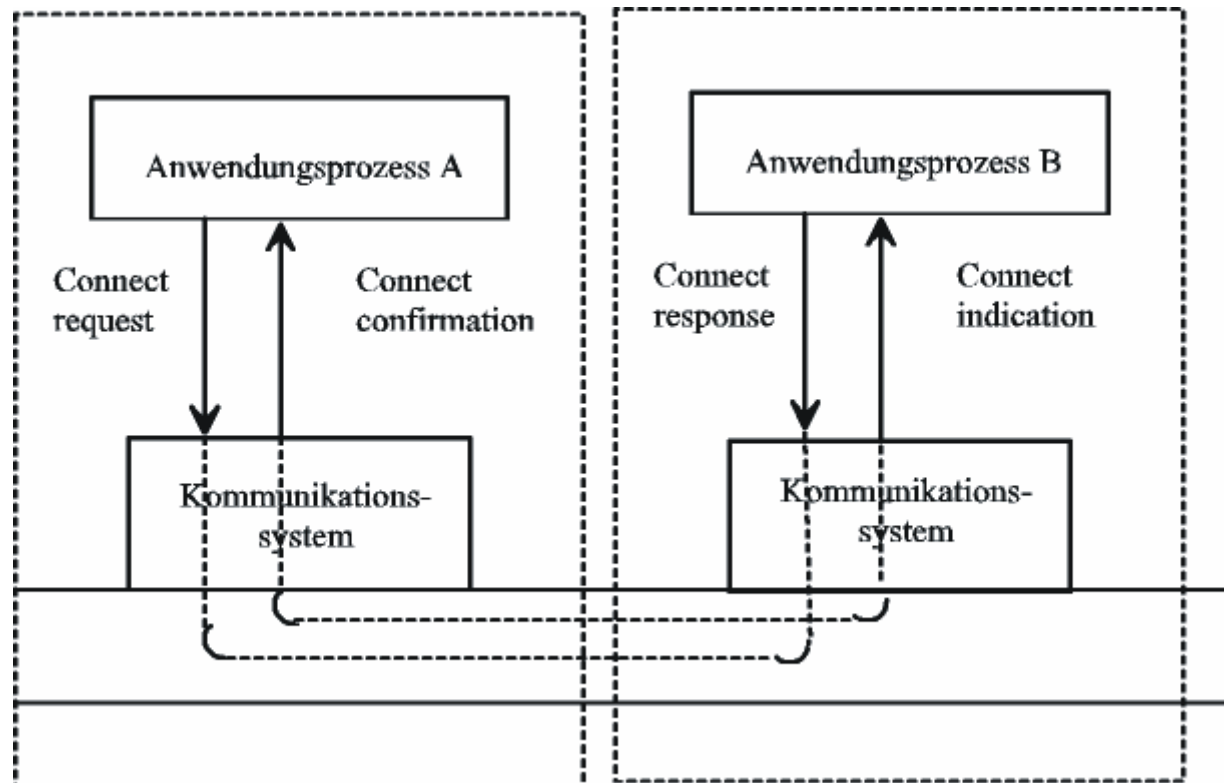 Anwendungsprozess A
Connect
request
Connect
confirmation
Kommunikations-
system
Anwendungsprozess B
Connect
response
Connect
indication
Kommunikations-
system